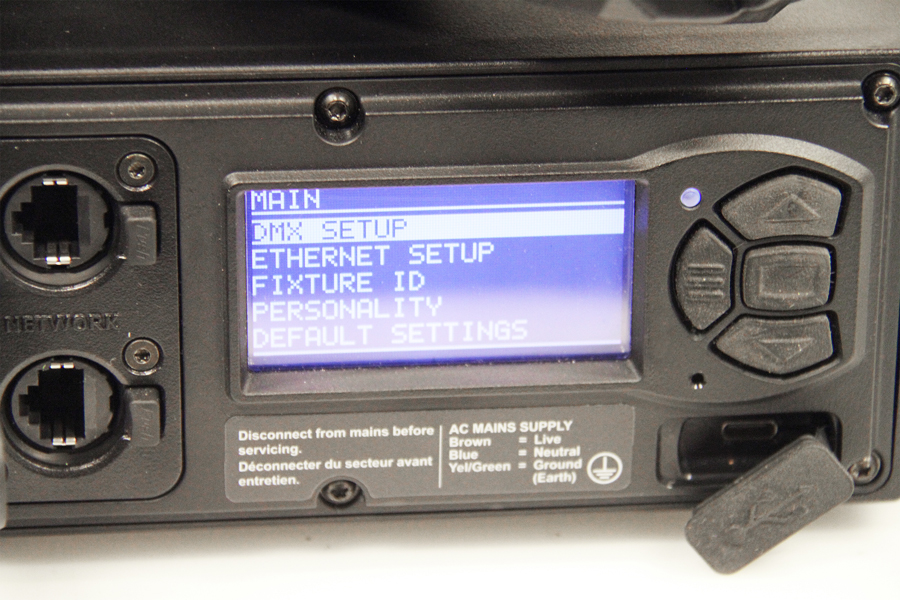 MAIN
DMX SETUP
ETHERNET SETUP
FIXTURE ID
PERSONALITY
DEFAULT SETTINGS
NETWORK
Disconnect from mains before
servicing.
Déconnecter du secteur avant
entretien.
AC MAINS SUPPLY
Brown = Live
Blue = Neutral
Yel/Green = Ground
(Earth)